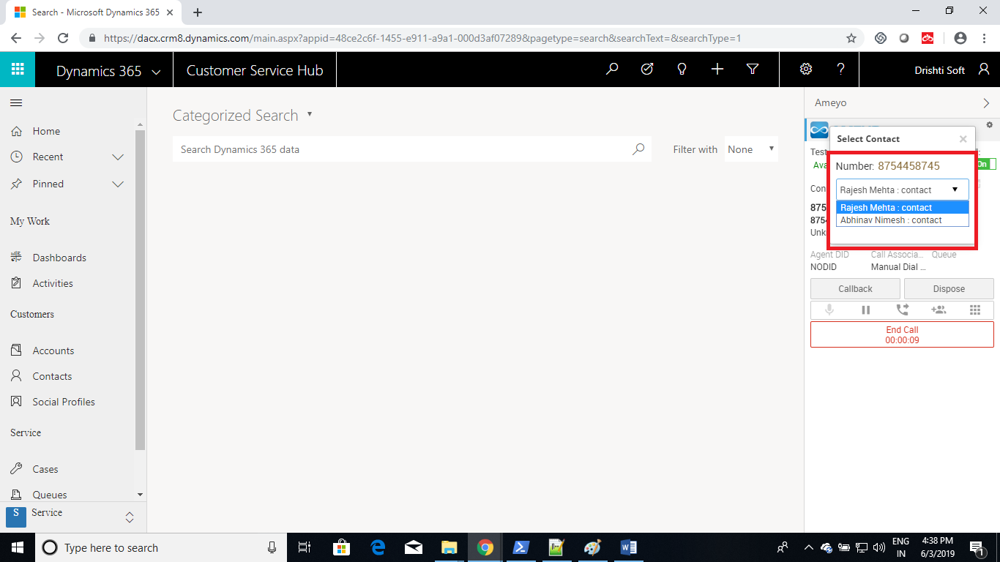 Search - Microsoft Dynamics 365
https://dacx.crm8.dynamics.com/main.aspx?appid=48ce2c6f-1455-e911-a9a1-000d3af07289&pagetype=search&searchText=&searchType=1
Dynamics 365
Customer Service Hub
Drishti Soft
Home
Recent
Pinned
My Work
Dashboards
Activities
Customers
Accounts
Contacts
Social Profiles
Service
Cases
Queues
S
Service
Categorized Search
Search Dynamics 365 data
Filter with
None
Ameyo
Select Contact
Test
Ava
On
Number: 8754458745
Con
Rajesh Mehta : contact
Rajesh Mehta : contact
Abhinav Nimesh : contact
875
875
Unk
Agent DID Call Associa... Queue
NODID Manual Dial ...
Callback
Dispose
End Call
00:00:09
Type here to search
ENG
IN
4:38 PM
6/3/2019
1